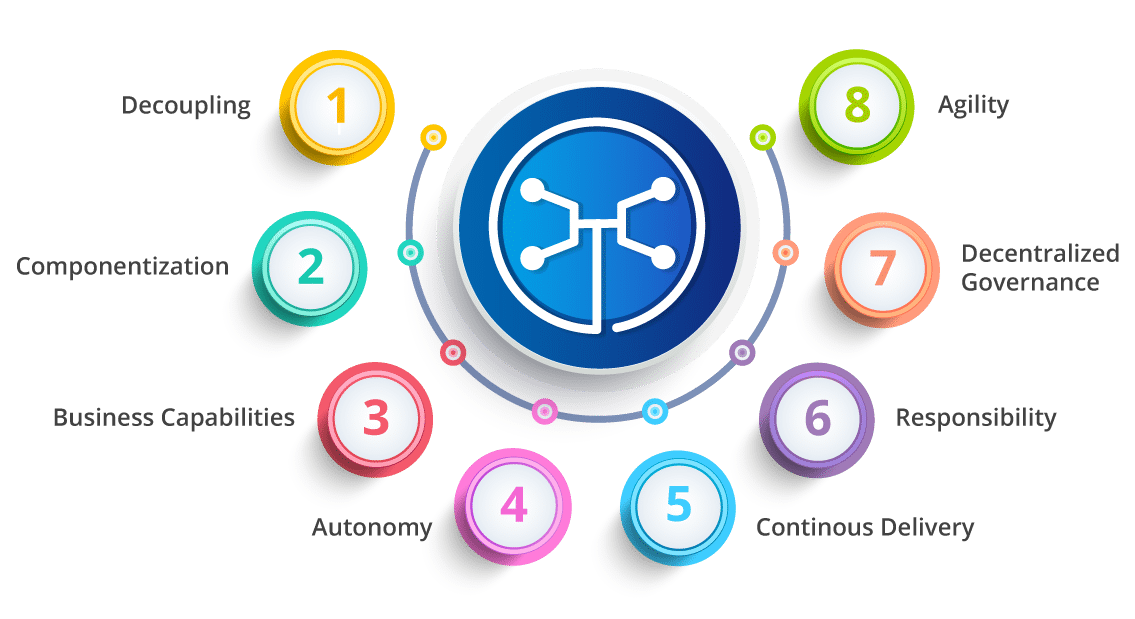 1
Decoupling
2
Componentization
3
Business Capabilities
4
Autonomy
5
Continous Delivery
6
Responsibility
7
Decentralized
Governance
8
Agility